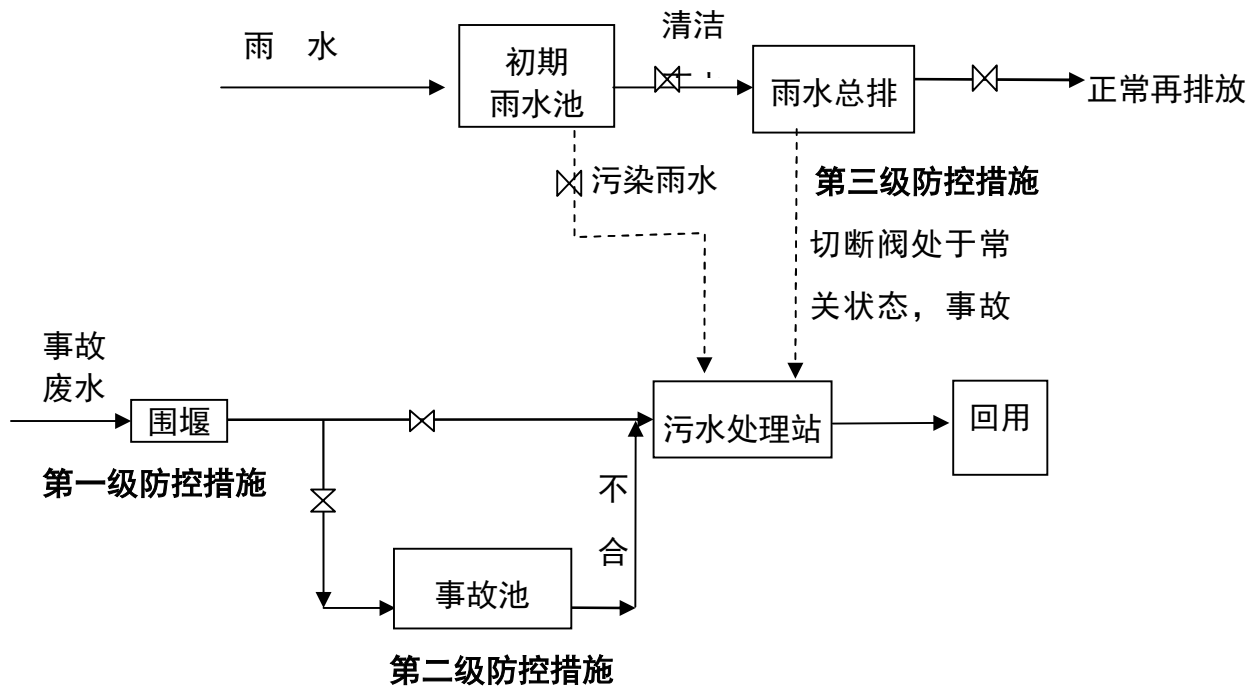 雨 水
初期
雨水池
清洁
雨水总排
正常再排放
污染雨水
第三级防控措施
切断阀处于常
关状态，事故
事故
废水
围堰
第一级防控措施
污水处理站
回用
不
合
事故池
第二级防控措施